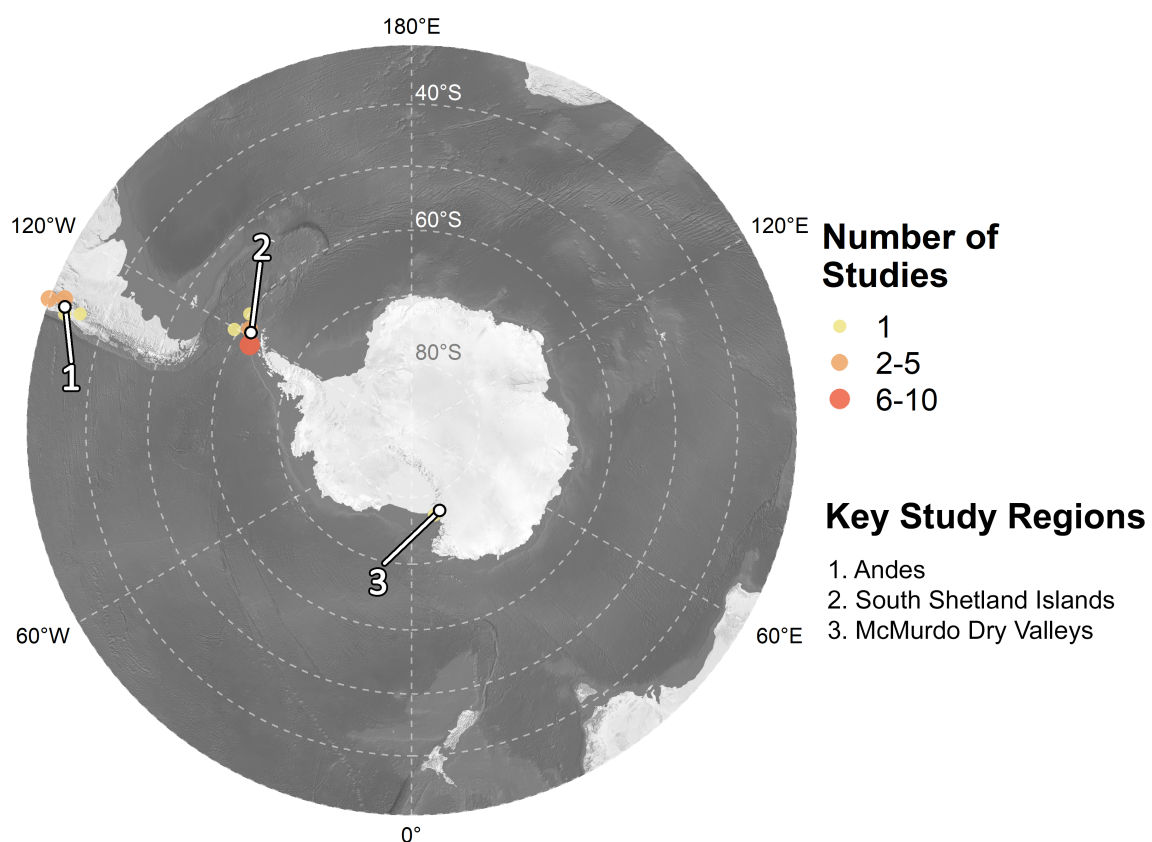 180°E
40°S
120°W
120°E
60°S
2
Number of
Studies
1
2-5
6-10
80°S
1
Key Study Regions
1. Andes
2. South Shetland Islands
3. McMurdo Dry Valleys
3
60°W
60°E
0°